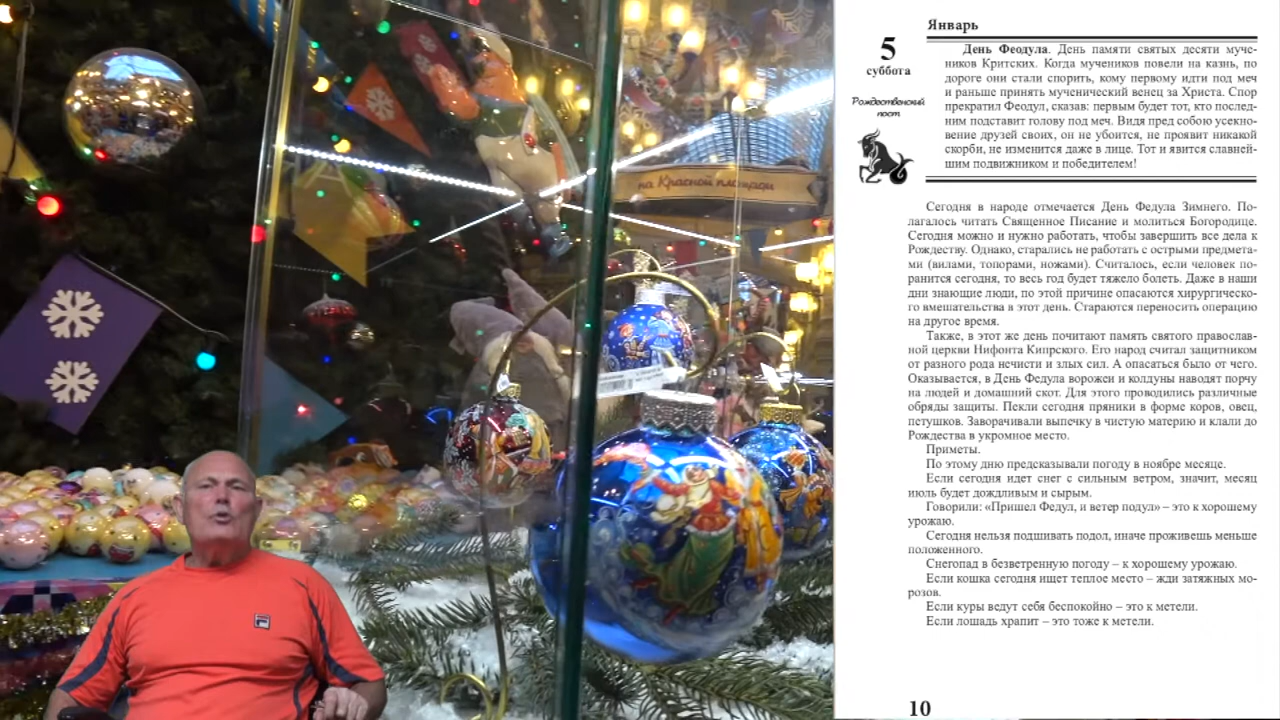 на Красной площади
FILA
Январь
5
суббота
Рождественский
пост
День Феодула. День памяти святых десяти муче-
ников Критских. Когда мучеников повели на казнь, по
дороге они стали спорить, кому первому идти под меч
и раньше принять мученический венец за Христа. Спор
прекратил Феодул, сказав: первым будет тот, кто послед-
ним подставит голову под меч. Видя пред собою усекно-
вение друзей своих, он не убоится, не проявит никакой
скорби, не изменится даже в лице. Тот и явится славней-
шим подвижником и победителем!
Сегодня в народе отмечается День Федула Зимнего. По-
лагалось читать Священное Писание и молиться Богородице.
Сегодня можно и нужно работать, чтобы завершить все дела к
Рождеству. Однако, старались не работать с острыми предмета-
ми (вилами, топорами, ножами). Считалось, если человек по-
ранится сегодня, то весь год будет тяжело болеть. Даже в наши
дни знающие люди, по этой причине опасаются хирургическо-
го вмешательства в этот день. Стараются переносить операцию
на другое время.
Также, в этот же день почитают память святого православ-
ной церкви Нифонта Кипрского. Его народ считал защитником
от разного рода нечисти и злых сил. А опасаться было от чего.
Оказывается, в День Федула ворожеи и колдуны наводят порчу
на людей и домашний скот. Для этого проводились различные
обряды защиты. Пекли сегодня пряники в форме коров, овец,
петушков. Заворачивали выпечку в чистую материю и клали до
Рождества в укромное место.
Приметы.
По этому дню предсказывали погоду в ноябре месяце.
Если сегодня идет снег с сильным ветром, значит, месяц
июль будет дождливым и сырым.
Говорили: «Пришел Федул, и ветер подул» – это к хорошему
урожаю.
Сегодня нельзя подшивать подол, иначе проживешь меньше
положенного.
Снегопад в безветренную погоду – к хорошему урожаю.
Если кошка сегодня ищет теплое место – жди затяжных мо-
розов.
Если куры ведут себя беспокойно – это к метели.
Если лошадь храпит – это тоже к метели.
10